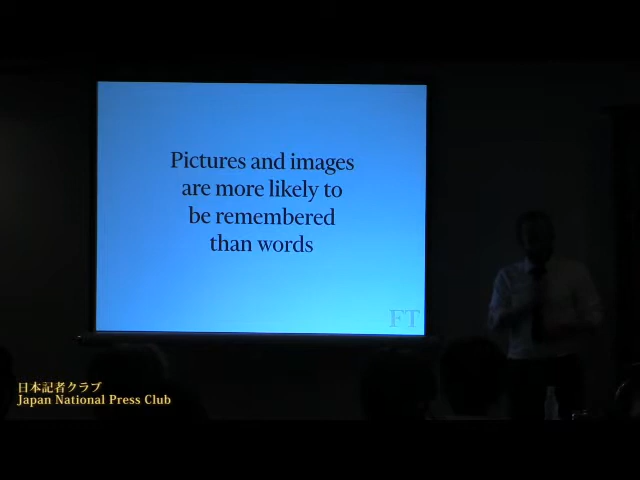 Pictures and images
are more likely to
be remembered
than words
FT
日本記者クラブ
Japan National Press Club